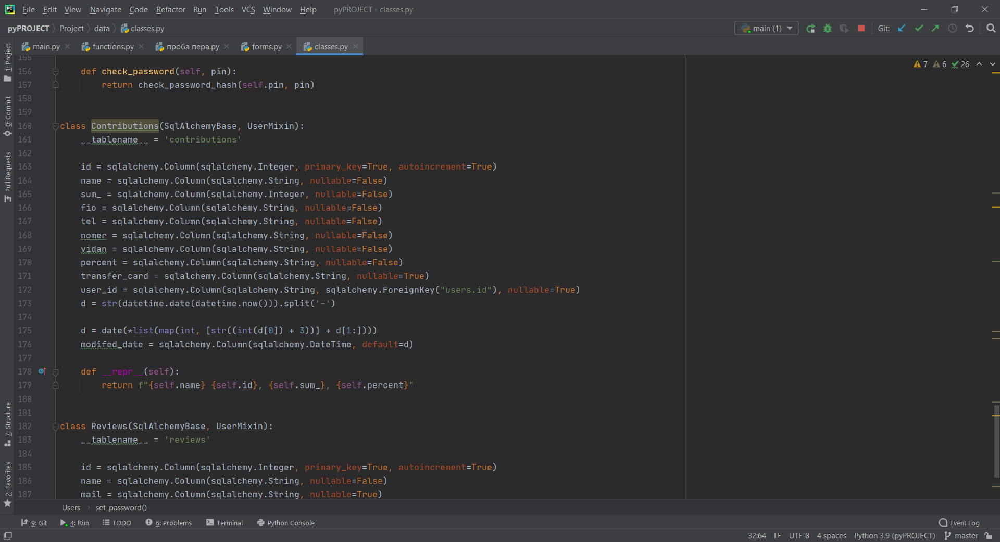 File Edit View Navigate Code Refactor Run Tools VCS Window Help pyPROJECT - classes.py
pyPROJECT Project data classes.py main (1) Git:
main.py functions.py проба пера.py forms.py classes.py
1: Project
0: Commit
Pull Requests
7: Structure
2: Favorites
7 6 26
155
156 def check_password(self, pin):
157 return check_password_hash(self.pin, pin)
158
159
160 class Contributions(SqlAlchemyBase, UserMixin):
161 __tablename__ = 'contributions'
162
163 id = sqlalchemy.Column(sqlalchemy.Integer, primary_key=True, autoincrement=True)
164 name = sqlalchemy.Column(sqlalchemy.String, nullable=False)
165 sum_ = sqlalchemy.Column(sqlalchemy.Integer, nullable=False)
166 fio = sqlalchemy.Column(sqlalchemy.String, nullable=False)
167 tel = sqlalchemy.Column(sqlalchemy.String, nullable=False)
168 nomer = sqlalchemy.Column(sqlalchemy.String, nullable=False)
169 vidan = sqlalchemy.Column(sqlalchemy.String, nullable=False)
170 percent = sqlalchemy.Column(sqlalchemy.String, nullable=False)
171 transfer_card = sqlalchemy.Column(sqlalchemy.String, nullable=True)
172 user_id = sqlalchemy.Column(sqlalchemy.String, sqlalchemy.ForeignKey("users.id"), nullable=True)
173 d = str(datetime.date(datetime.now())).split('-')
174
175 d = date(*list(map(int, [str((int(d[0]) + 3))] + d[1:])))
176 modifed_date = sqlalchemy.Column(sqlalchemy.DateTime, default=d)
177
178 def __repr__(self):
179 return f"{self.name} {self.id}, {self.sum_}, {self.percent}"
180
181
182 class Reviews(SqlAlchemyBase, UserMixin):
183 __tablename__ = 'reviews'
184
185 id = sqlalchemy.Column(sqlalchemy.Integer, primary_key=True, autoincrement=True)
186 name = sqlalchemy.Column(sqlalchemy.String, nullable=False)
187 mail = sqlalchemy.Column(sqlalchemy.String, nullable=True)
Users set_password()
9: Git 4: Run TODO 6: Problems Terminal Python Console Event Log
32:64 LF UTF-8 4 spaces Python 3.9 (pyPROJECT) master